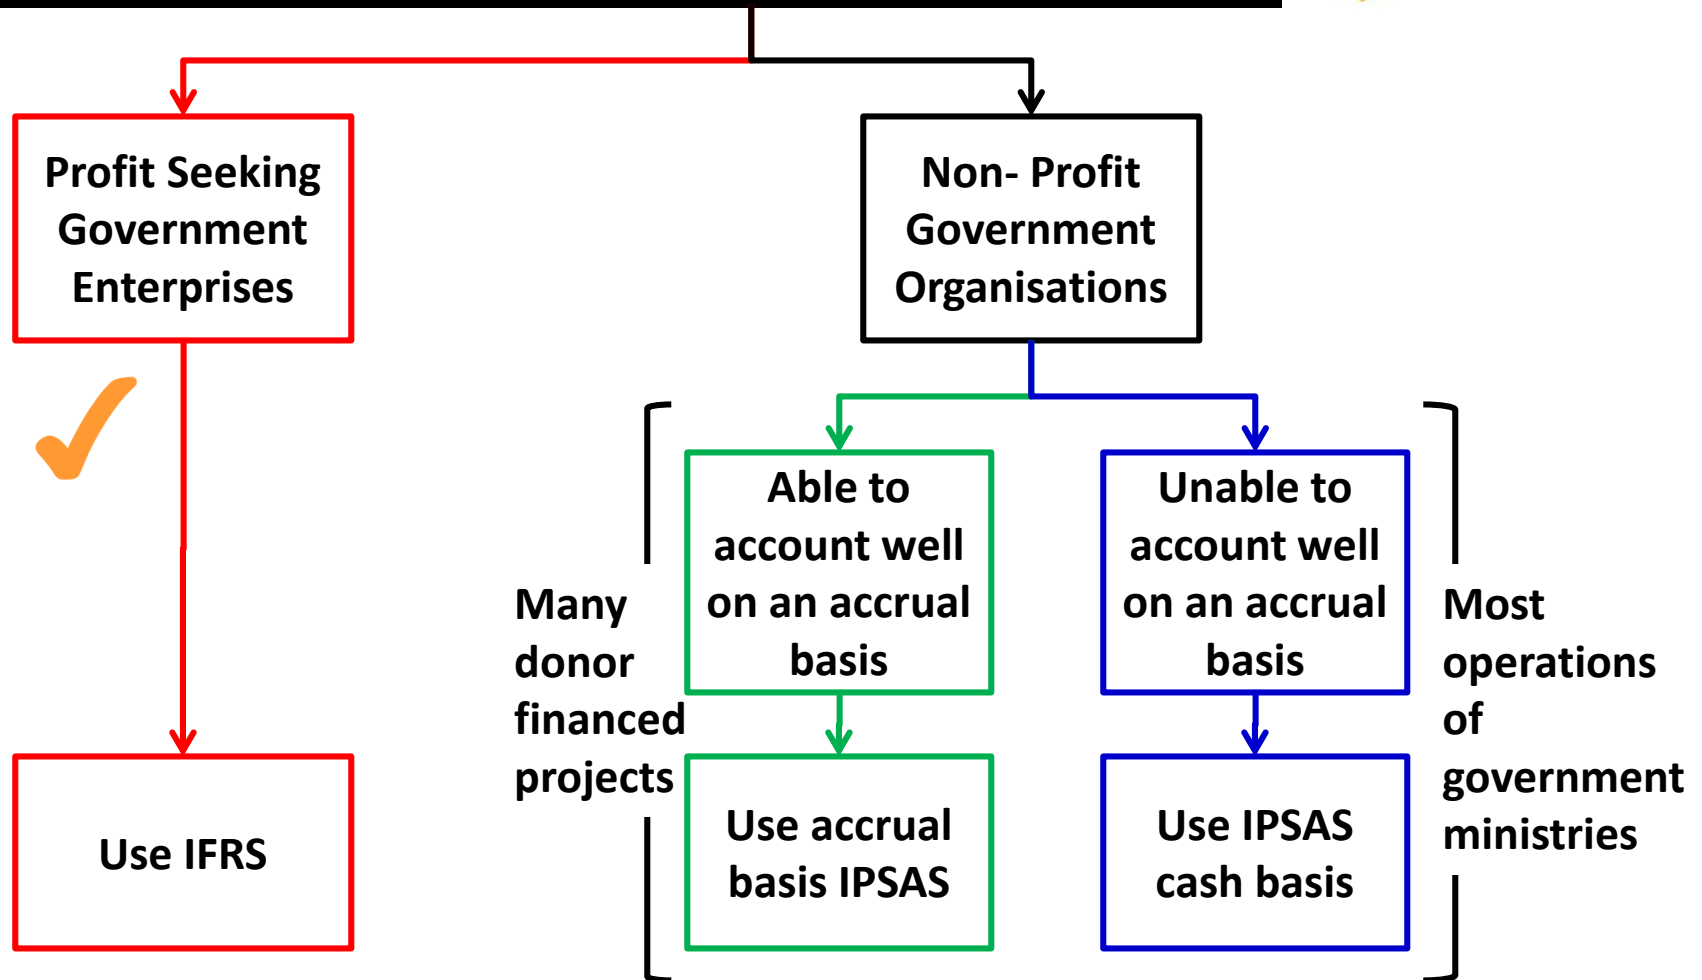 Profit Seeking
Government
Enterprises
Non- Profit
Government
Organisations
Many
donor
financed
projects
Able to
account well
on an accrual
basis
Unable to
account well
on an accrual
basis
Most
operations
of
government
ministries
Use IFRS
Use accrual
basis IPSAS
Use IPSAS
cash basis